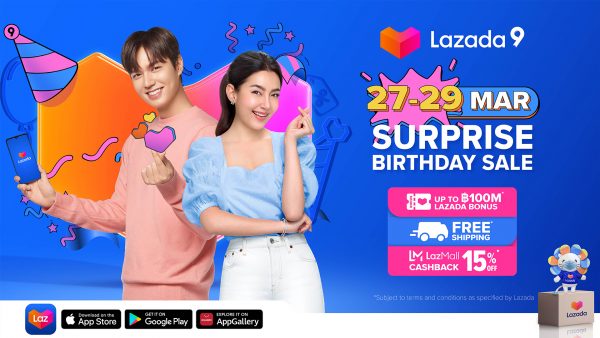 9
Lazada 9
27-29 MAR
SURPRISE
BIRTHDAY SALE
UP TO ฿100M*
LAZADA BONUS
FREE*
SHIPPING
LazMall
CASHBACK
15%*
OFF
*Subject to terms and conditions as specified by Lazada
Lazada
Lazada
Laz
Download on the
App Store
GET IT ON
Google Play
EXPLORE IT ON
AppGallery